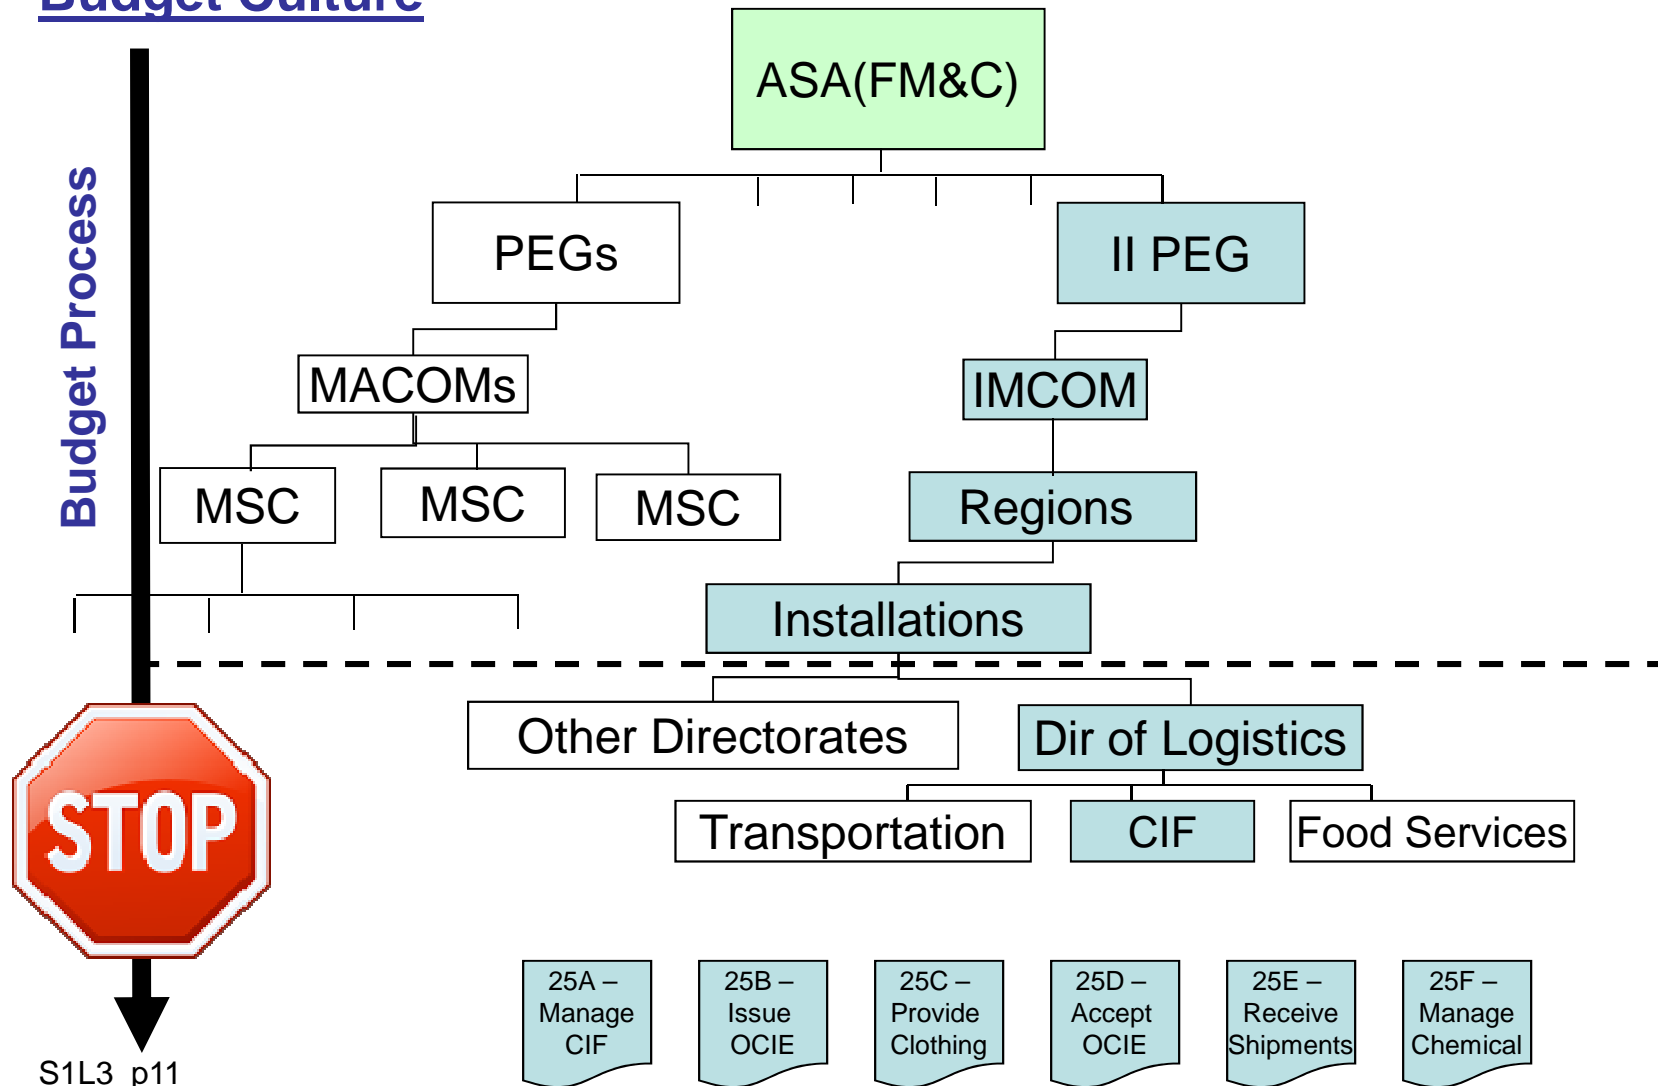 Budget Culture
ASA(FM&C)
Budget Process
PEGs
II PEG
MACOMs
IMCOM
MSC
MSC
MSC
Regions
Installations
Other Directorates
Dir of Logistics
STOP
Transportation
CIF
Food Services
25A –
Manage
CIF
25B –
Issue
OCIE
25C –
Provide
Clothing
25D –
Accept
OCIE
25E –
Receive
Shipments
25F –
Manage
Chemical
S1L3 p11